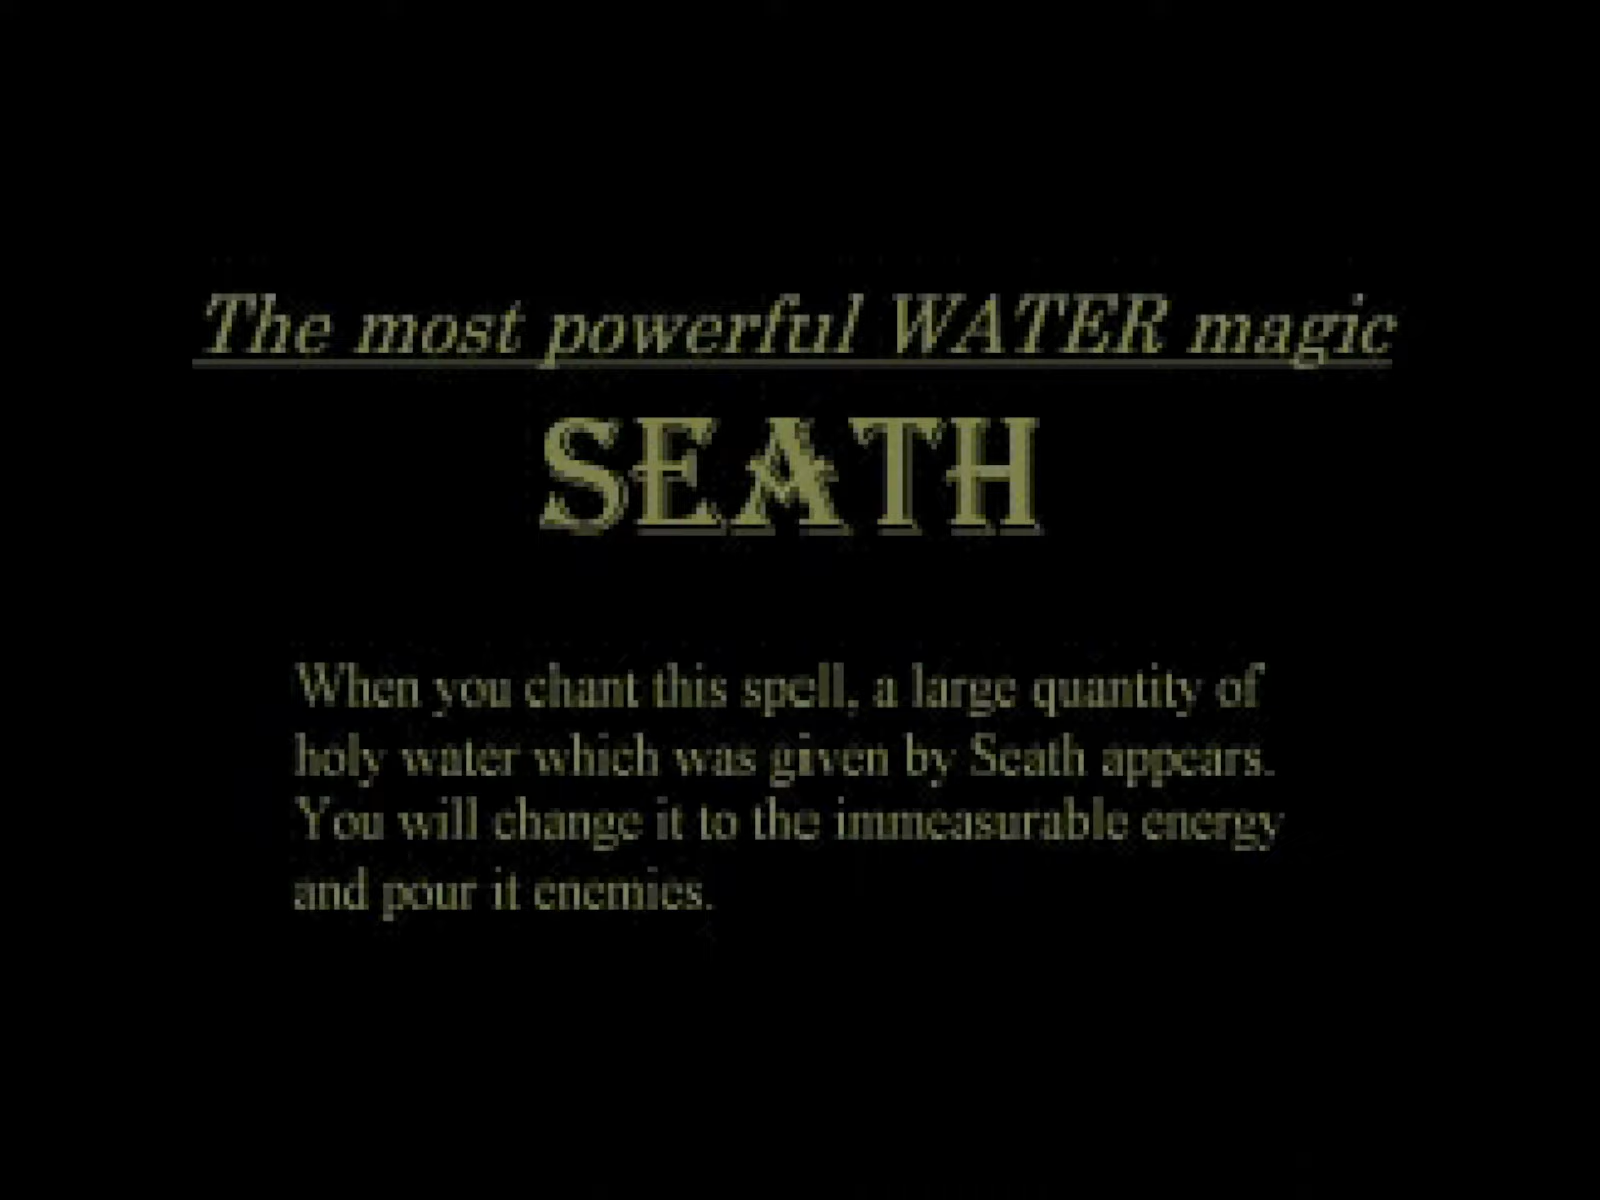 The most powerful WATER magic
SEATH
When you chant this spell, a large quantity of
holy water which was given by Seath appears.
You will change it to the immeasurable energy
and pour it enemies.